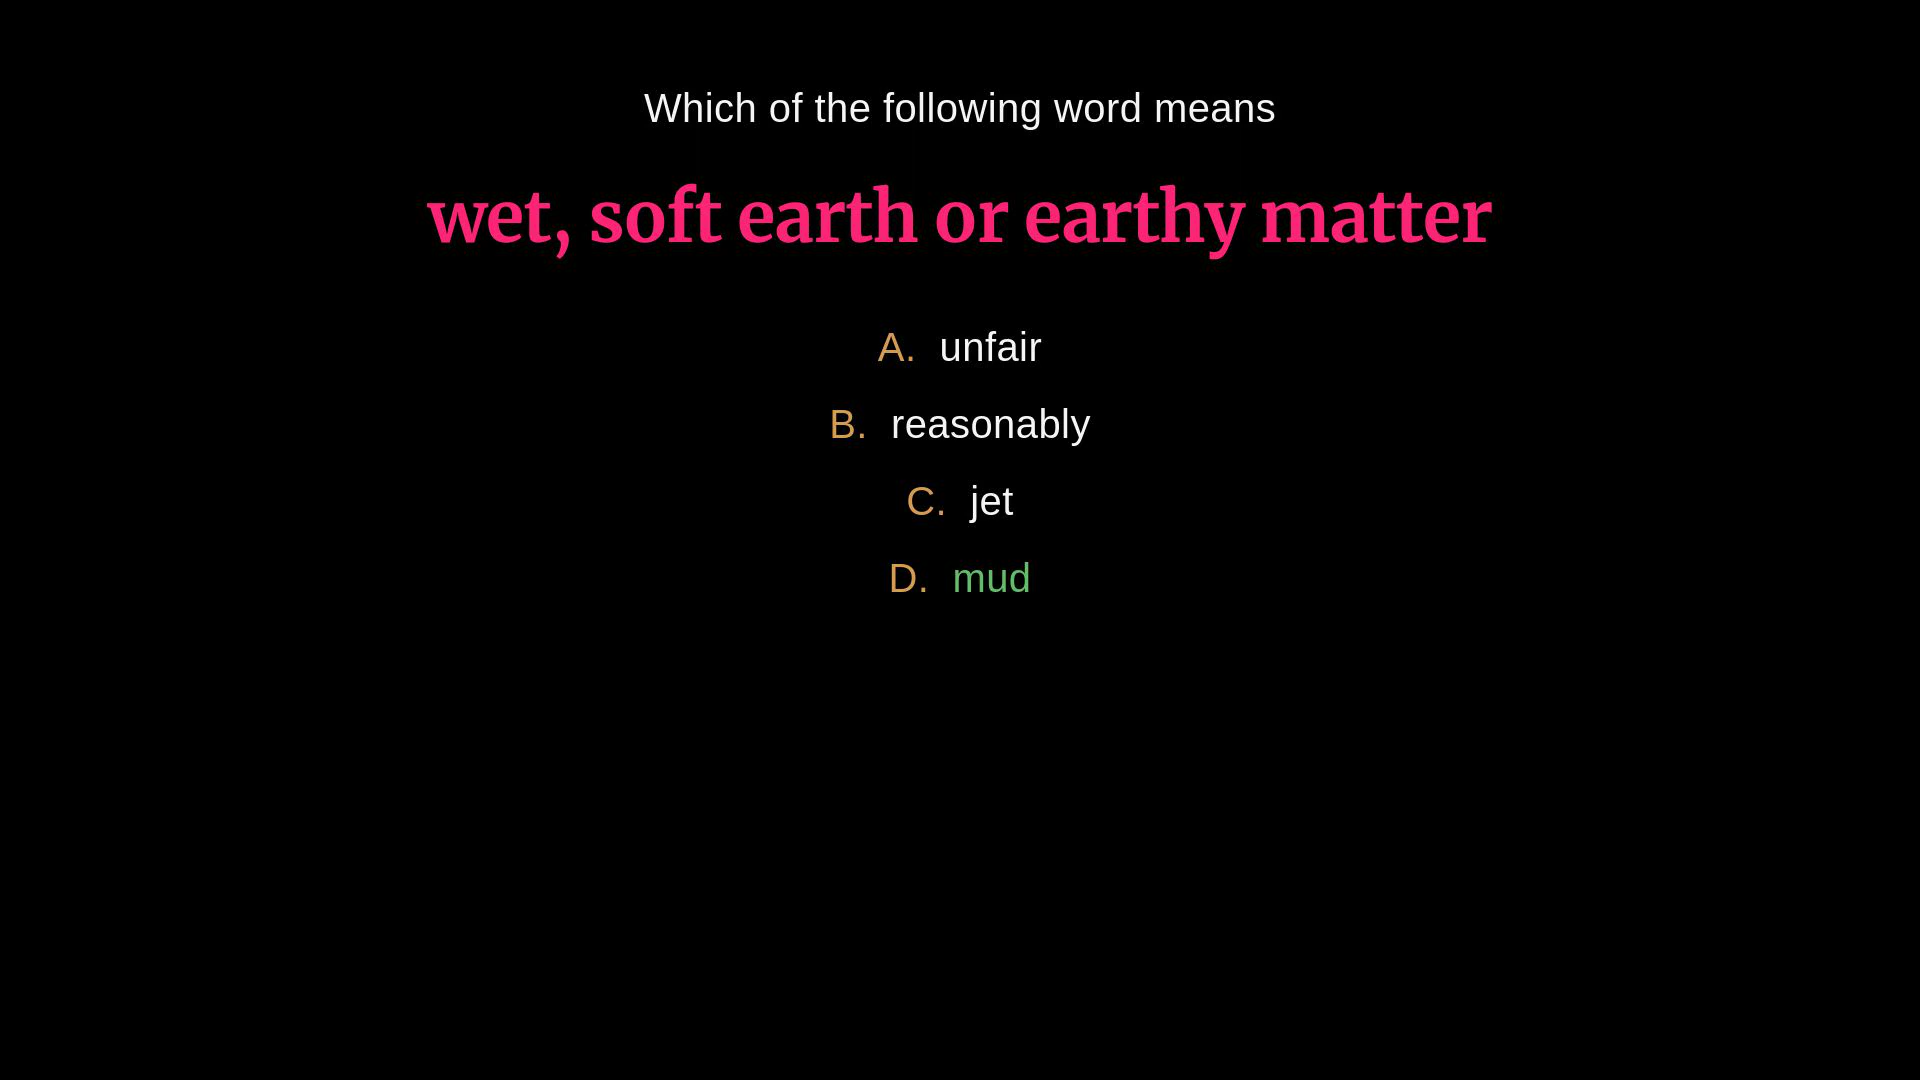 Which of the following word means
wet, soft earth or earthy matter
A. unfair
B. reasonably
C. jet
D. mud